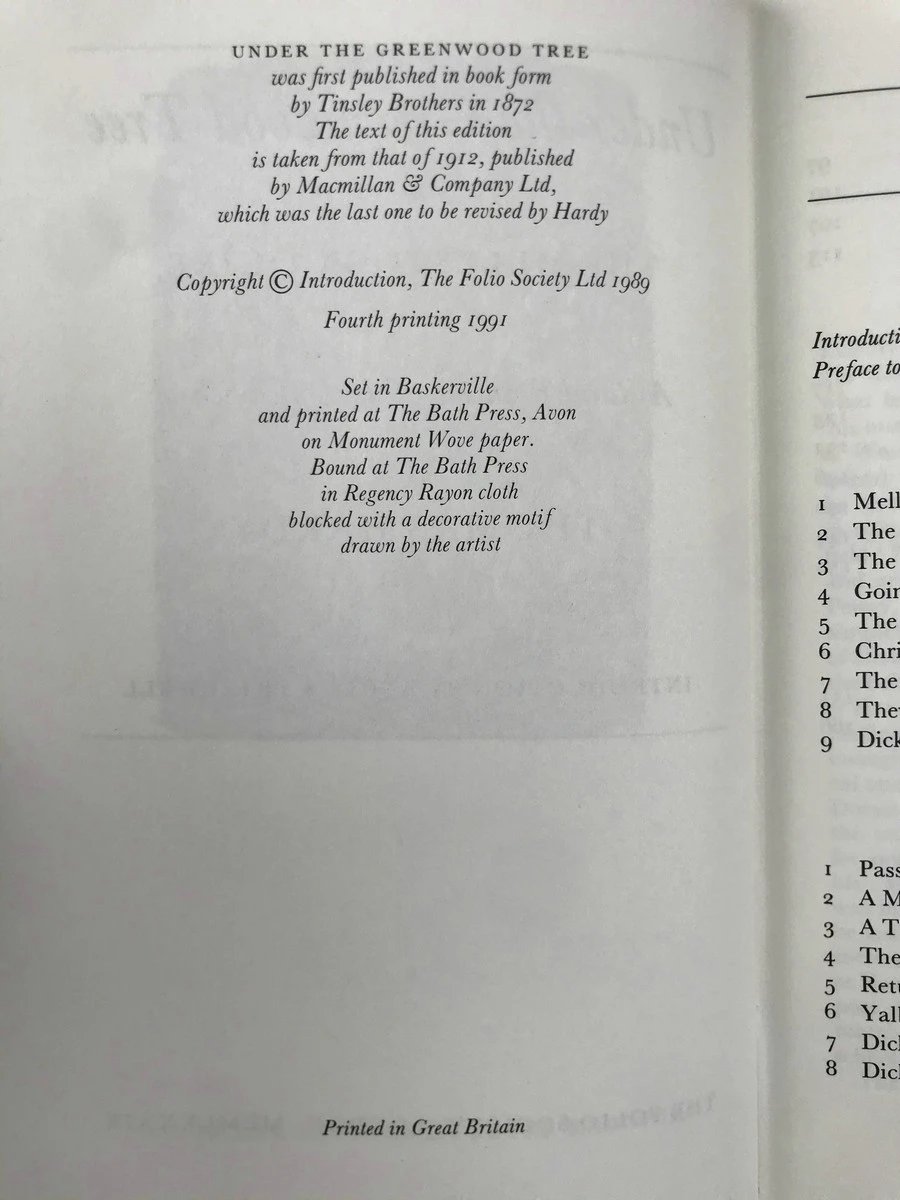 UNDER THE GREENWOOD TREE
was first published in book form
by Tinsley Brothers in 1872
The text of this edition
is taken from that of 1912, published
by Macmillan & Company Ltd,
which was the last one to be revised by Hardy
Copyright © Introduction, The Folio Society Ltd 1989
Fourth printing 1991
Set in Baskerville
and printed at The Bath Press, Avon
on Monument Wove paper.
Bound at The Bath Press
in Regency Rayon cloth
blocked with a decorative motif
drawn by the artist
Printed in Great Britain
Introducti
Preface to
1 Mell
2 The
3 The
4 Goin
5 The
6 Chri
7 The
8 They
9 Dick
1 Pass
2 A M
3 A T
4 The
5 Retu
6 Yall
7 Dick
8 Dick